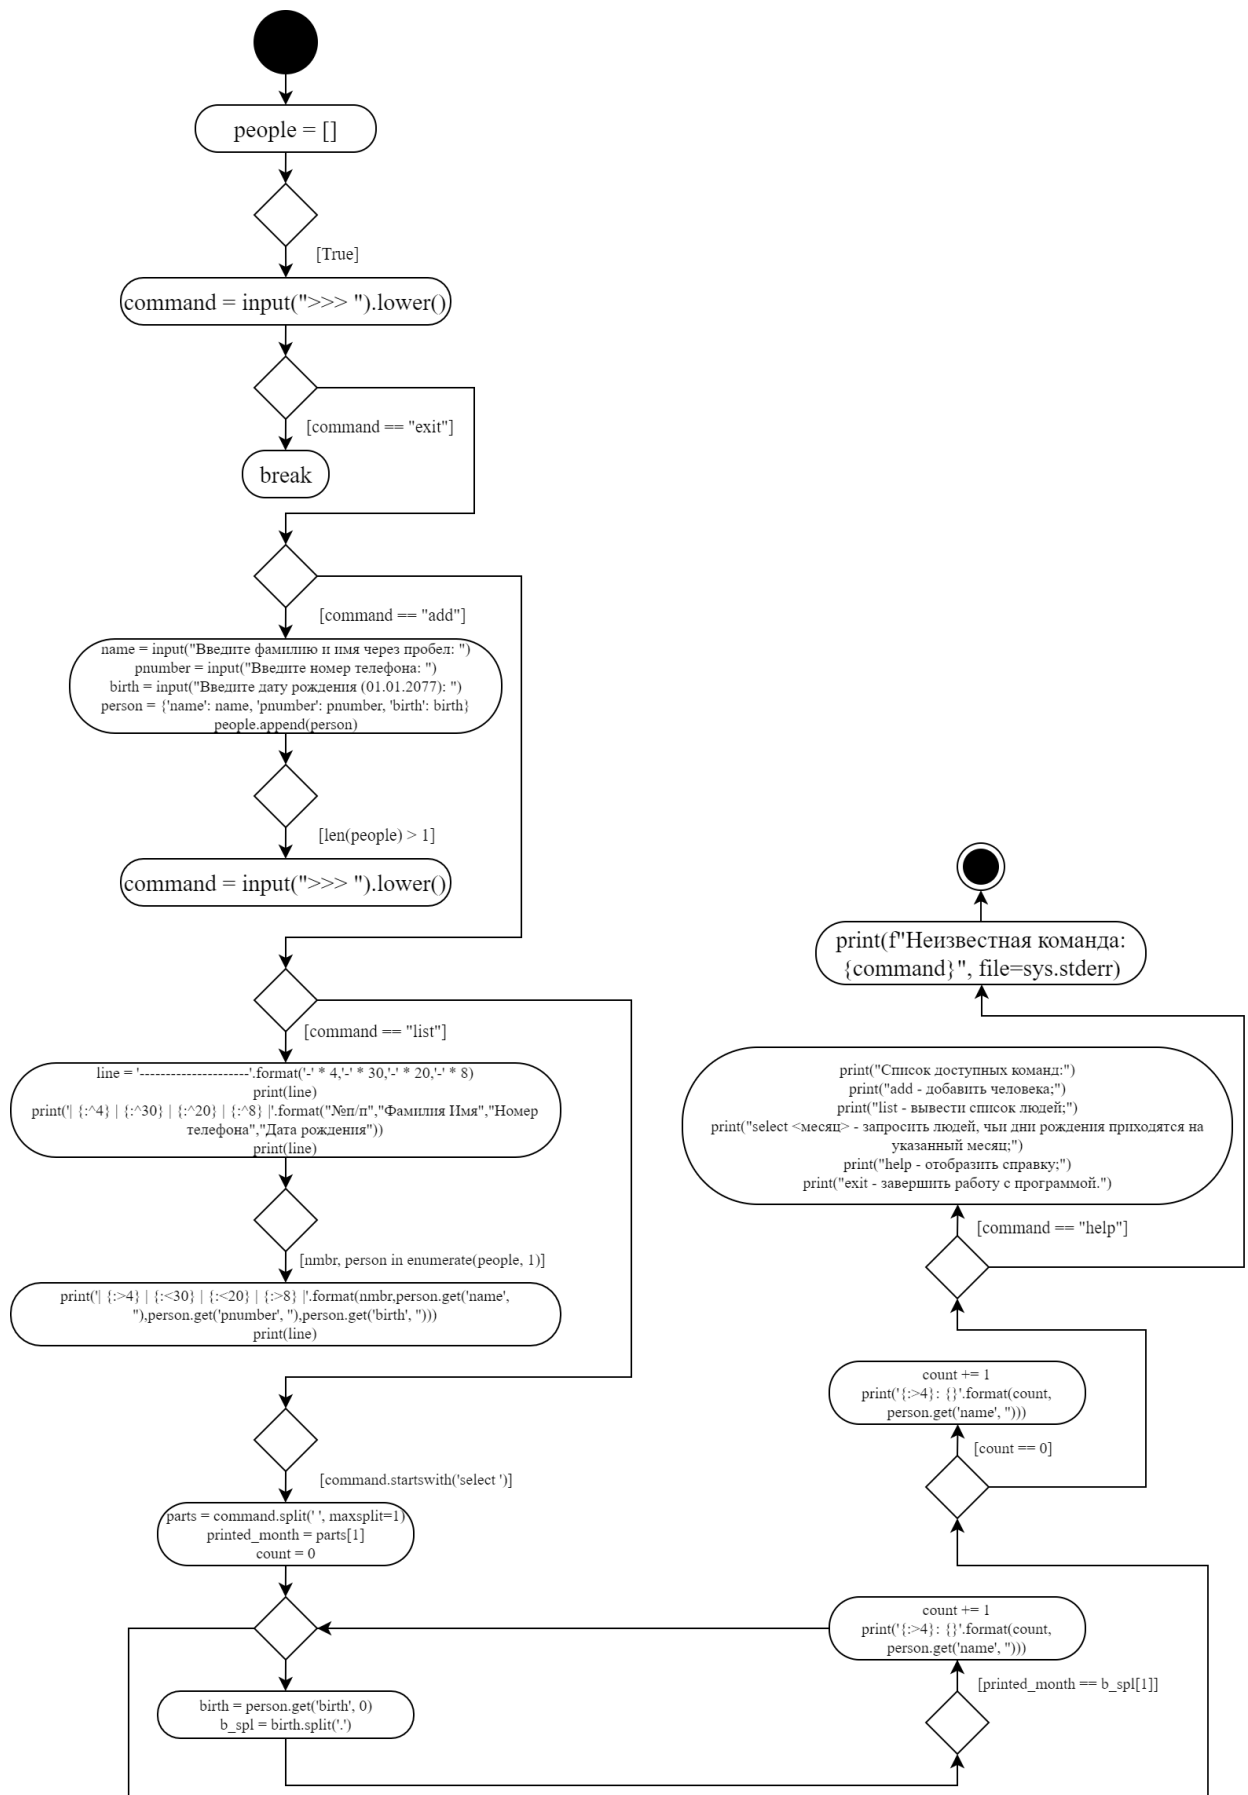 people = []
[True]
command = input(">>> ").lower()
[command == "exit"]
break
[command == "add"]
name = input("Введите фамилию и имя через пробел: ")
pnumber = input("Введите номер телефона: ")
birth = input("Введите дату рождения (01.01.2077): ")
person = {'name': name, 'pnumber': pnumber, 'birth': birth}
people.append(person)
[len(people) > 1]
command = input(">>> ").lower()
[command == "list"]
line = '---------------------'.format('-' * 4,'-' * 30,'-' * 20,'-' * 8)
print(line)
print('| {:^4} | {:^30} | {:^20} | {:^8} |'.format("№п/п","Фамилия Имя","Номер
телефона","Дата рождения"))
print(line)
[nmbr, person in enumerate(people, 1)]
print('| {:>4} | {:<30} | {:<20} | {:>8} |'.format(nmbr,person.get('name',
''),person.get('pnumber', ''),person.get('birth', '')))
print(line)
[command.startswith('select ')]
parts = command.split(' ', maxsplit=1)
printed_month = parts[1]
count = 0
birth = person.get('birth', 0)
b_spl = birth.split('.')
[printed_month == b_spl[1]]
count += 1
print('{:>4}: {}'.format(count,
person.get('name', '')))
[count == 0]
count += 1
print('{:>4}: {}'.format(count,
person.get('name', '')))
[command == "help"]
print("Список доступных команд:")
print("add - добавить человека;")
print("list - вывести список людей;")
print("select <месяц> - запросить людей, чьи дни рождения приходятся на
указанный месяц;")
print("help - отобразить справку;")
print("exit - завершить работу с программой.")
print(f"Неизвестная команда:
{command}", file=sys.stderr)